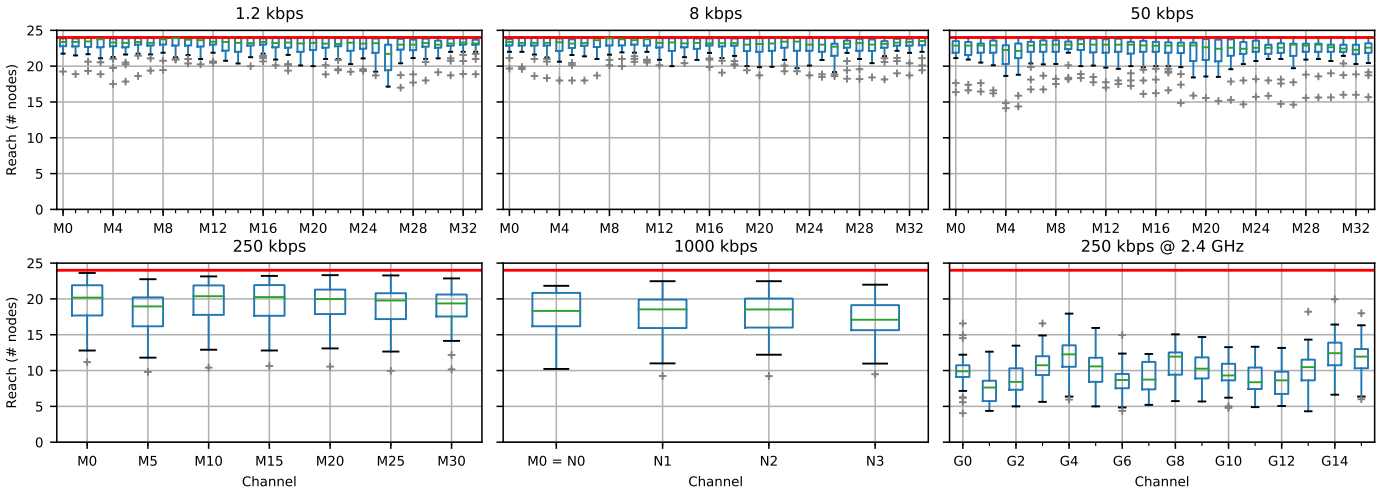 1.2 kbps 8 kbps 50 kbps
Reach (# nodes)
25
20
15
10
5
0
M0 M4 M8 M12 M16 M20 M24 M28 M32 M0 M4 M8 M12 M16 M20 M24 M28 M32 M0 M4 M8 M12 M16 M20 M24 M28 M32
250 kbps 1000 kbps 250 kbps @ 2.4 GHz
Reach (# nodes)
25
20
15
10
5
0
M0 M5 M10 M15 M20 M25 M30 M0 = N0 N1 N2 N3 G0 G2 G4 G6 G8 G10 G12 G14
Channel Channel Channel